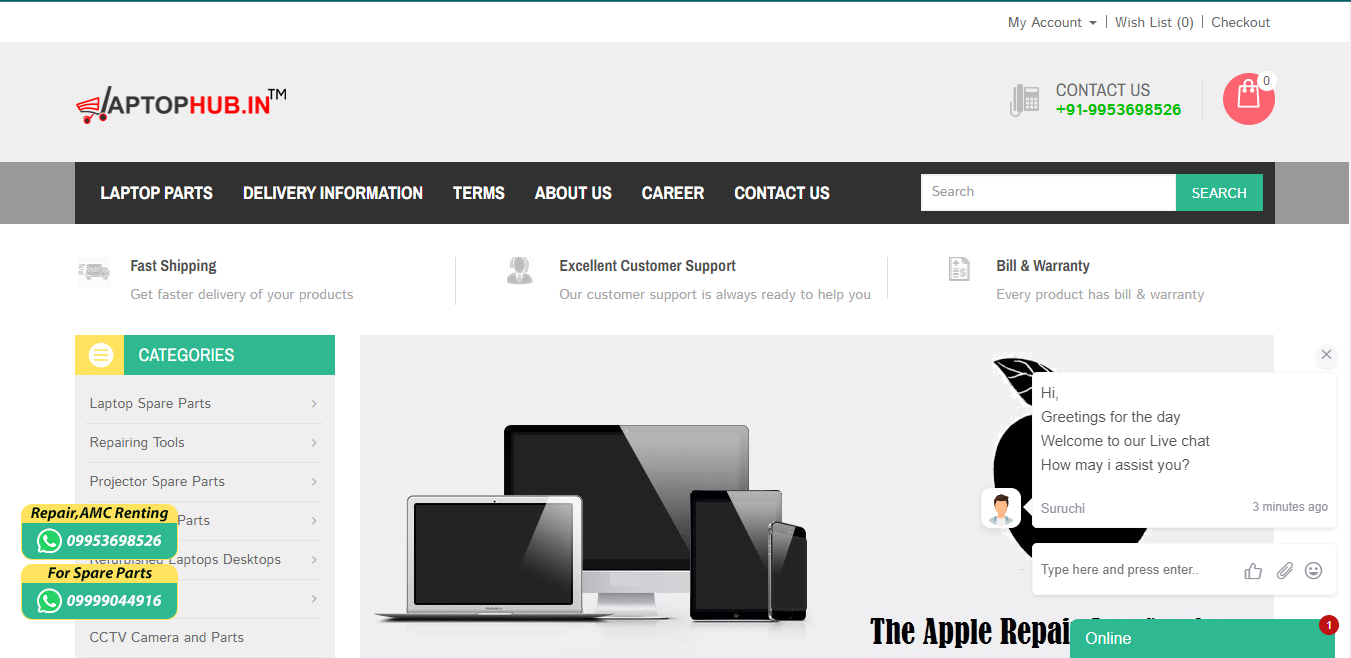 My Account
Wish List (0)
Checkout
LAPTOPHUB.IN™
CONTACT US
+91-9953698526
0
LAPTOP PARTS
DELIVERY INFORMATION
TERMS
ABOUT US
CAREER
CONTACT US
Search
SEARCH
Fast Shipping
Get faster delivery of your products
Excellent Customer Support
Our customer support is always ready to help you
Bill & Warranty
Every product has bill & warranty
CATEGORIES
Laptop Spare Parts
Repairing Tools
Projector Spare Parts
Parts
Refurbished Laptops Desktops
CCTV Camera and Parts
Repair,AMC Renting
09953698526
For Spare Parts
09999044916
The Apple Repai
Hi,
Greetings for the day
Welcome to our Live chat
How may i assist you?
Suruchi
3 minutes ago
Type here and press enter..
Online
1